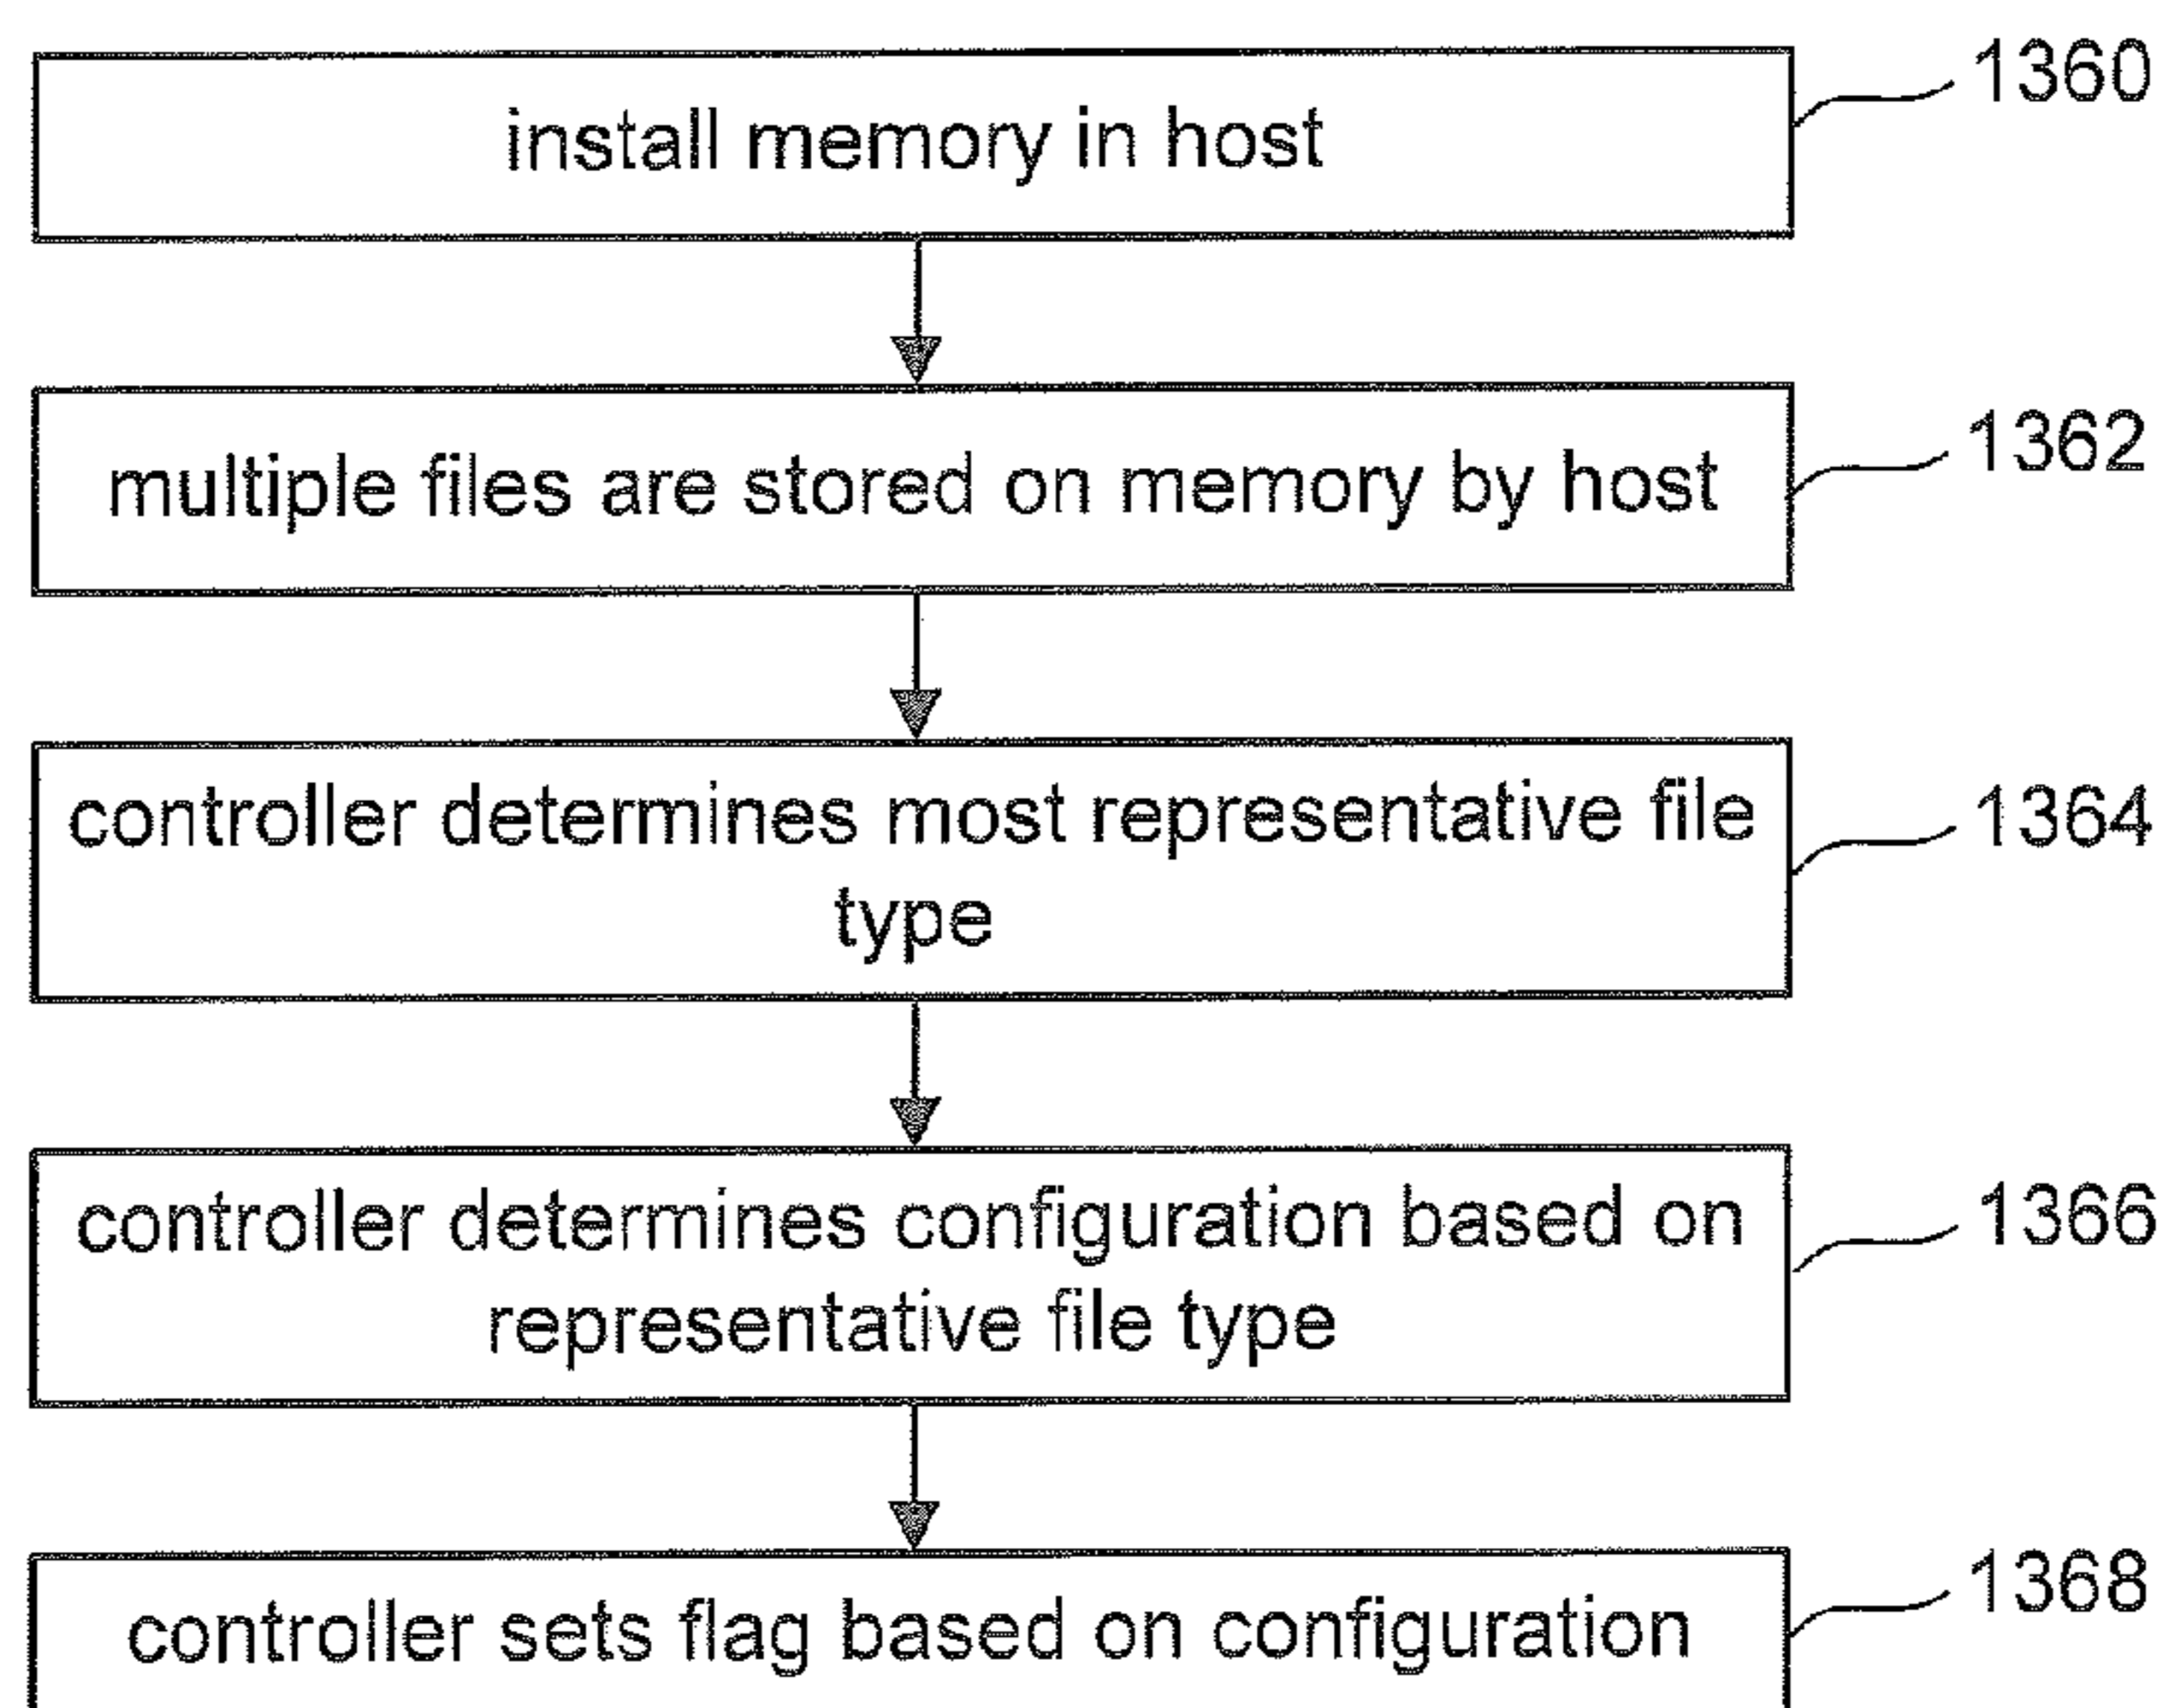 install memory in host
1360
multiple files are stored on memory by host
1362
controller determines most representative file
type
1364
controller determines configuration based on
representative file type
1366
controller sets flag based on configuration
1368